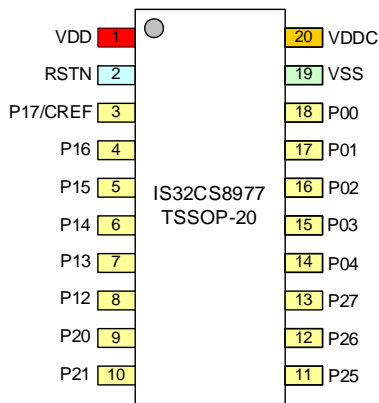 VDD 1 20 VDDC
RSTN 2 19 VSS
P17/CREF 3 18 P00
P16 4 17 P01
P15 5 16 P02
IS32CS8977
TSSOP-20
P14 6 15 P03
P13 7 14 P04
P12 8 13 P27
P20 9 12 P26
P21 10 11 P25